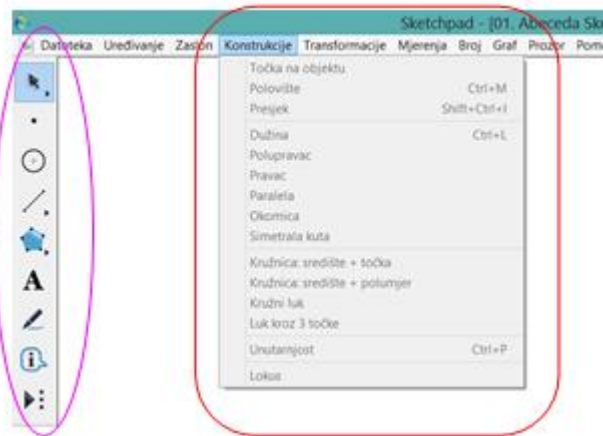 Sketchpad - [01. Abeceda Ske
Datoteka Uređivanje Zaslon Konstrukcije Transformacije Mjerenja Broj Graf Prozor Pomo
Točka na objektu
Polovište Ctrl+M
Presjek Shift+Ctrl+I
Dužina Ctrl+L
Polupravac
Pravac
Paralela
Okomica
Simetrala kuta
Kružnica: središte + točka
Kružnica: središte + polumjer
Kružni luk
Luk kroz 3 točke
Unutarnjost Ctrl+P
Lokus
A